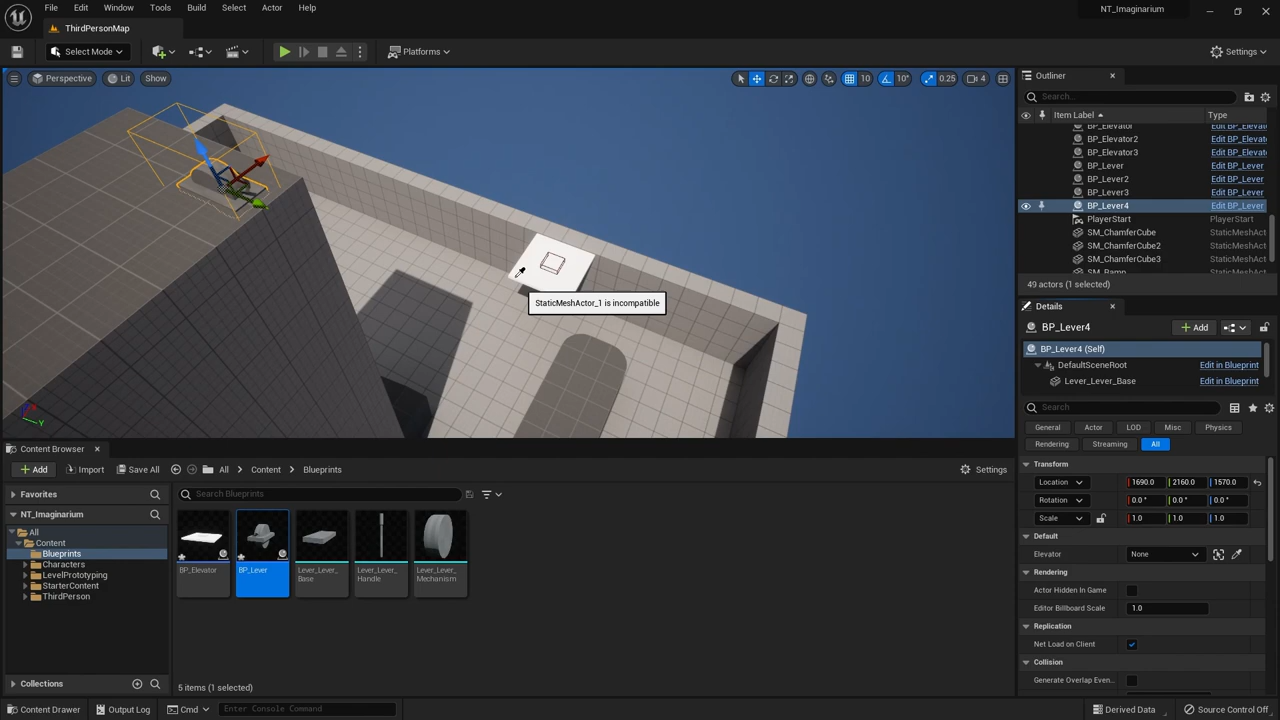 File Edit Window Tools Build Select Actor Help
NT_Imaginarium
ThirdPersonMap
Select Mode
Platforms
Settings
Perspective Lit Show
10 10° 0.25 4
StaticMeshActor_1 is incompatible
Outliner
Search...
Item Label Type
BP_Elevator Edit BP_Elevat
BP_Elevator2 Edit BP_Elevat
BP_Elevator3 Edit BP_Elevat
BP_Lever Edit BP_Lever
BP_Lever2 Edit BP_Lever
BP_Lever3 Edit BP_Lever
BP_Lever4 Edit BP_Lever
PlayerStart PlayerStart
SM_ChamferCube StaticMeshAct
SM_ChamferCube2 StaticMeshAct
SM_ChamferCube3 StaticMeshAct
SM_Ramp StaticMeshAct
49 actors (1 selected)
Details
BP_Lever4
Add
BP_Lever4 (Self)
DefaultSceneRoot Edit in Blueprint
Lever_Lever_Base Edit in Blueprint
Search
General Actor LOD Misc Physics
Rendering Streaming All
Transform
Location 1690.0 2160.0 1570.0
Rotation 0.0° 0.0° 0.0°
Scale 1.0 1.0 1.0
Default
Elevator None
Rendering
Actor Hidden In Game
Editor Billboard Scale 1.0
Replication
Net Load on Client
Collision
Generate Overlap Even...
Content Browser
Add Import Save All All Content Blueprints Settings
Favorites
NT_Imaginarium
All
Content
Blueprints
Characters
LevelPrototyping
StarterContent
ThirdPerson
Collections
Search Blueprints
BP_Elevator
BP_Lever
Lever_Lever_
Base
Lever_Lever_
Handle
Lever_Lever_
Mechanism
5 items (1 selected)
Content Drawer Output Log Cmd Enter Console Command
Derived Data Source Control Off